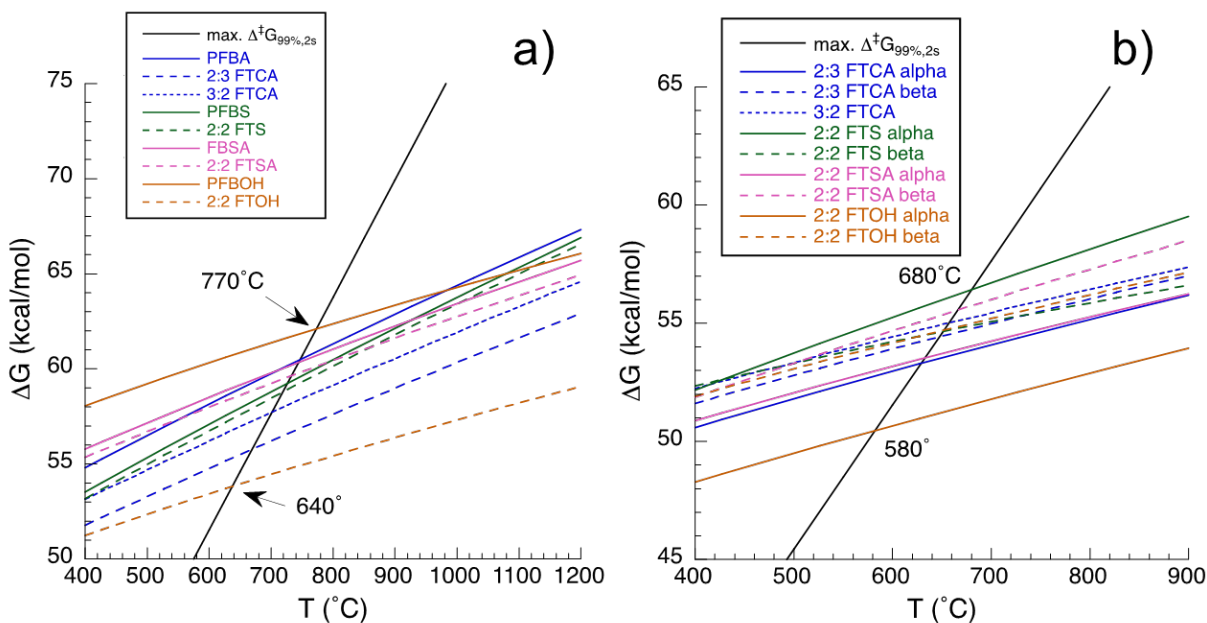 a)
max. Δ‡G99%,2s
PFBA
2:3 FTCA
3:2 FTCA
PFBS
2:2 FTS
FBSA
2:2 FTSA
PFBOH
2:2 FTOH
75
70
65
60
55
50
ΔG (kcal/mol)
770˚C
640˚
400 500 600 700 800 900 1000 1100 1200
T (˚C)
b)
max. Δ‡G99%,2s
2:3 FTCA alpha
2:3 FTCA beta
3:2 FTCA
2:2 FTS alpha
2:2 FTS beta
2:2 FTSA alpha
2:2 FTSA beta
2:2 FTOH alpha
2:2 FTOH beta
65
60
55
50
45
ΔG (kcal/mol)
680˚C
580˚
400 500 600 700 800 900
T (˚C)